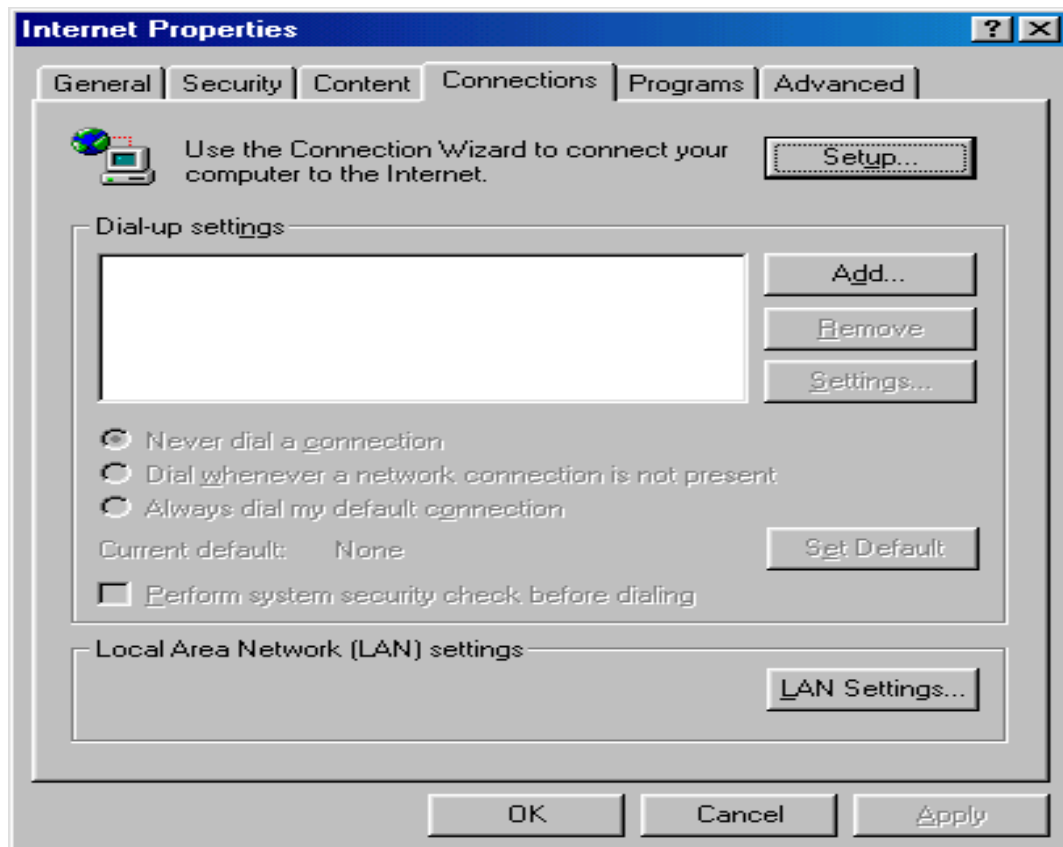 Internet Properties
General Security Content Connections Programs Advanced
Use the Connection Wizard to connect your
computer to the Internet.
Setup...
Dial-up settings
Add...
Remove
Settings...
Never dial a connection
Dial whenever a network connection is not present
Always dial my default connection
Current default: None
Set Default
Perform system security check before dialing
Local Area Network (LAN) settings
LAN Settings...
OK Cancel Apply